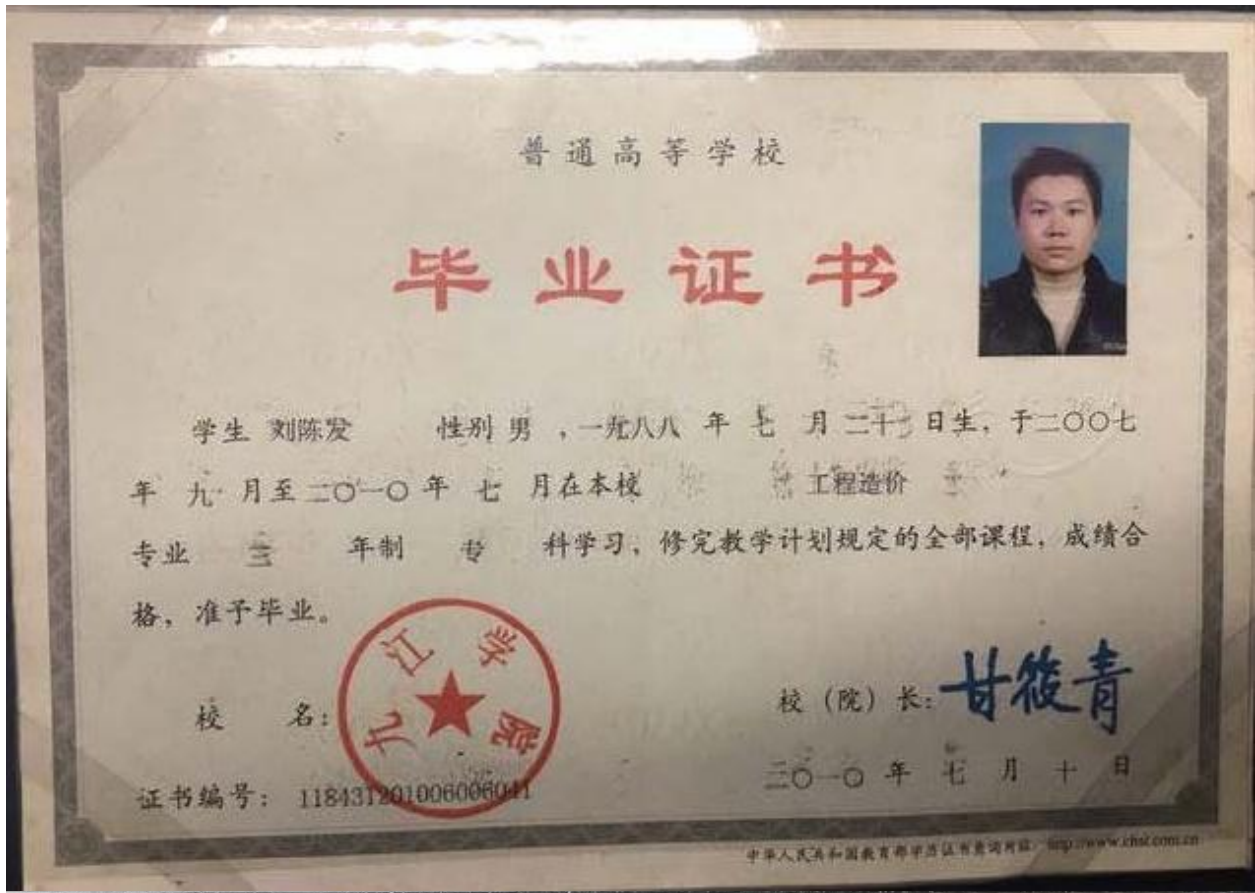 普通高等学校
毕业证书
学生 刘陈发 性别 男 ，一九八八 年 七 月 二十 日生，于二〇〇七
年 九 月至 二〇一〇 年 七 月在本校 工程造价
专业 三 年制 专 科学习，修完教学计划规定的全部课程，成绩合
格，准予毕业。
九江学院
校 名：
校（院）长：甘筱青
证书编号： 118431201006006041
二〇一〇 年 七 月 十 日
中华人民共和国教育部学历证书查询网址 http://www.chsi.com.cn